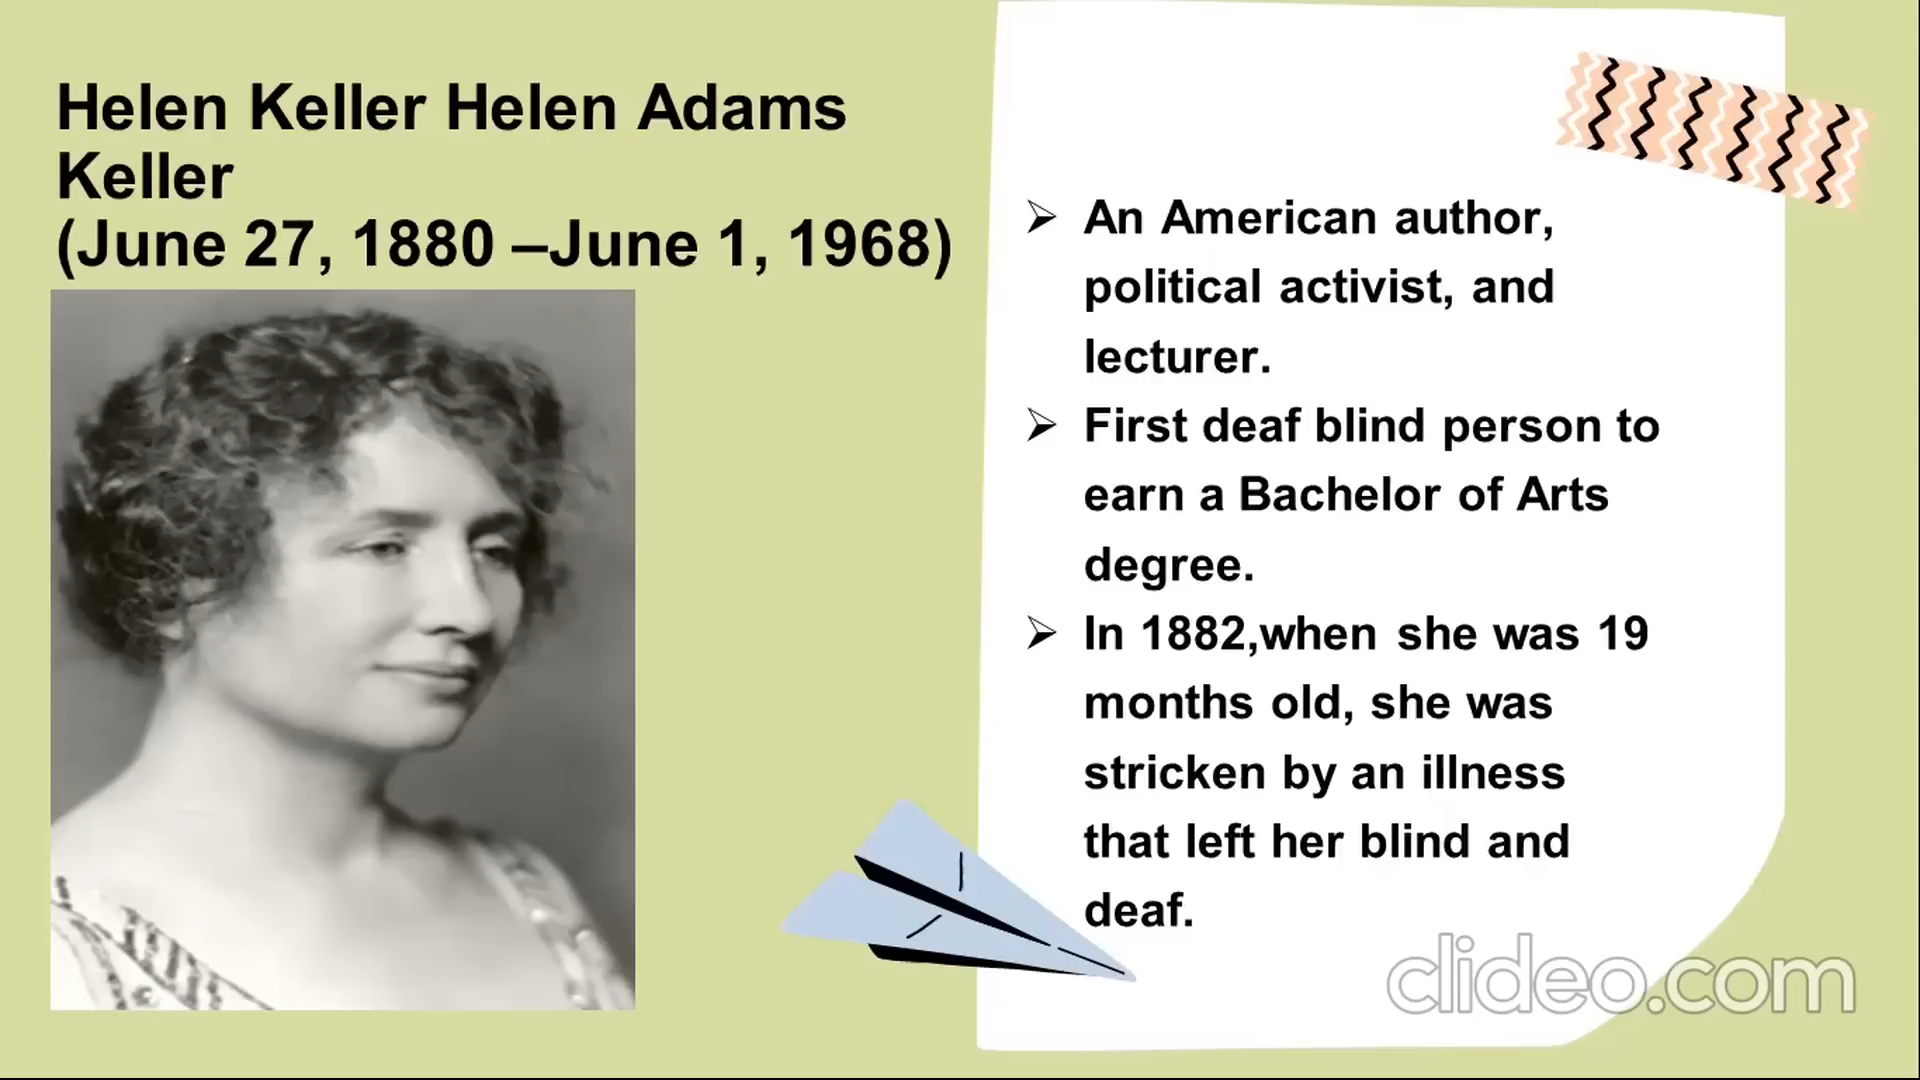 Helen Keller Helen Adams
Keller
(June 27, 1880 –June 1, 1968)
➢ An American author,
political activist, and
lecturer.
➢ First deaf blind person to
earn a Bachelor of Arts
degree.
➢ In 1882,when she was 19
months old, she was
stricken by an illness
that left her blind and
deaf.
clideo.com